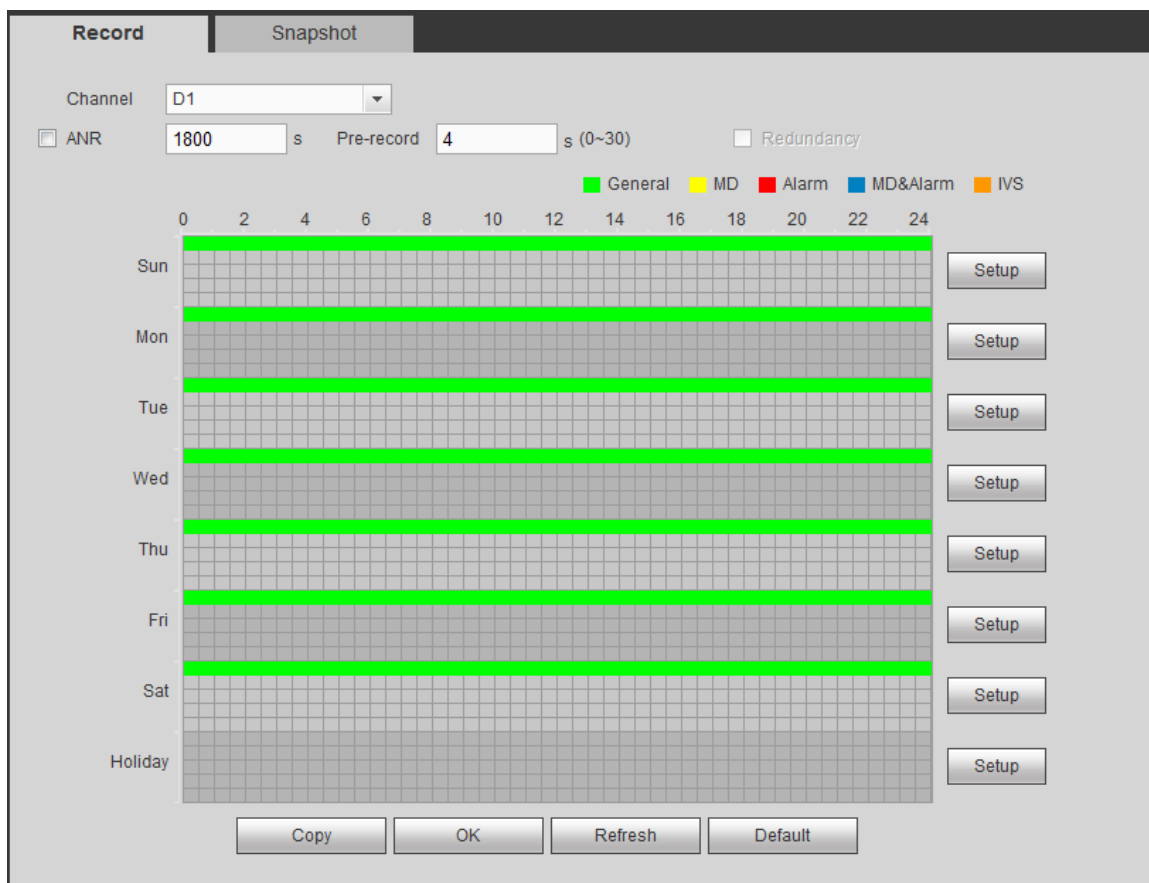 Record Snapshot
Channel D1
ANR 1800 s Pre-record 4 s (0~30) Redundancy
General MD Alarm MD&Alarm IVS
0 2 4 6 8 10 12 14 16 18 20 22 24
Sun Setup
Mon Setup
Tue Setup
Wed Setup
Thu Setup
Fri Setup
Sat Setup
Holiday Setup
Copy OK Refresh Default